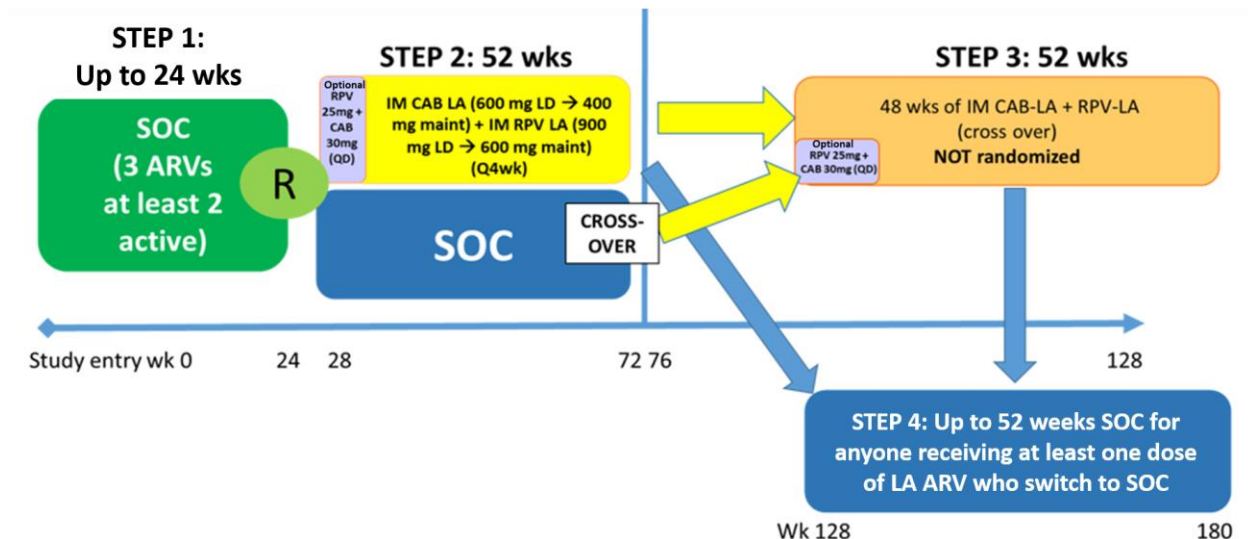 STEP 1:
Up to 24 wks
SOC
(3 ARVs
at least 2
active)
R
STEP 2: 52 wks
Optional
RPV
25mg +
CAB
30mg
(QD)
IM CAB LA (600 mg LD → 400
mg maint) + IM RPV LA (900
mg LD → 600 mg maint)
(Q4wk)
SOC
CROSS-
OVER
STEP 3: 52 wks
48 wks of IM CAB-LA + RPV-LA
(cross over)
NOT randomized
Optional
RPV 25mg +
CAB 30mg (QD)
Study entry wk 0
24
28
72 76
128
STEP 4: Up to 52 weeks SOC for
anyone receiving at least one dose
of LA ARV who switch to SOC
Wk 128
180